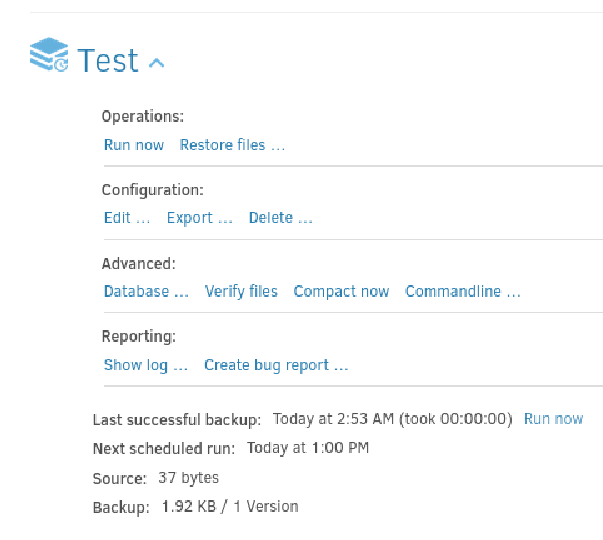 Test
Operations:
Run now Restore files ...
Configuration:
Edit ... Export ... Delete ...
Advanced:
Database ... Verify files Compact now Commandline ...
Reporting:
Show log ... Create bug report ...
Last successful backup: Today at 2:53 AM (took 00:00:00) Run now
Next scheduled run: Today at 1:00 PM
Source: 37 bytes
Backup: 1.92 KB / 1 Version